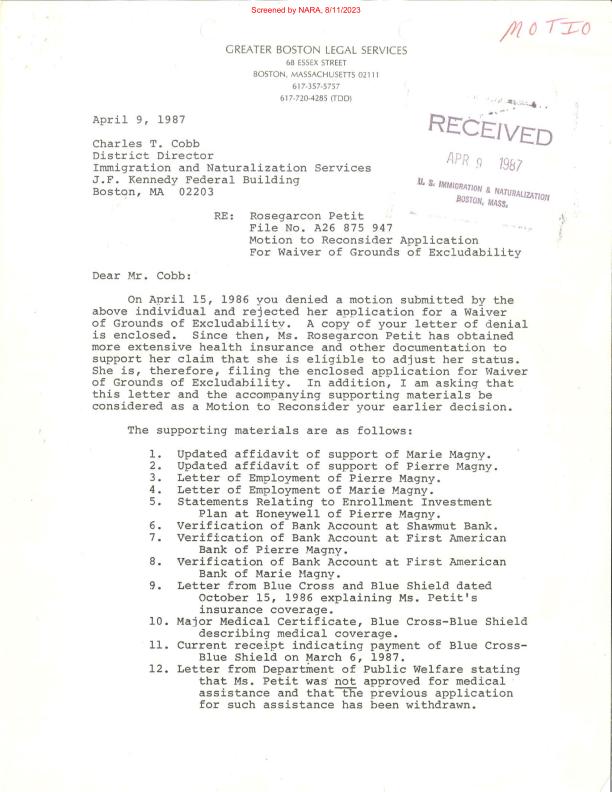 Screened by NARA, 8/11/2023
MOTIO
GREATER BOSTON LEGAL SERVICES
68 ESSEX STREET
BOSTON, MASSACHUSETTS 02111
617-357-5757
617-720-4285 (TDD)
RECEIVED
APR 9 1987
U. S. IMMIGRATION & NATURALIZATION
BOSTON, MASS.
April 9, 1987
Charles T. Cobb
District Director
Immigration and Naturalization Services
J.F. Kennedy Federal Building
Boston, MA 02203
RE: Rosegarcon Petit
File No. A26 875 947
Motion to Reconsider Application
For Waiver of Grounds of Excludability
Dear Mr. Cobb:
On April 15, 1986 you denied a motion submitted by the
above individual and rejected her application for a Waiver
of Grounds of Excludability. A copy of your letter of denial
is enclosed. Since then, Ms. Rosegarcon Petit has obtained
more extensive health insurance and other documentation to
support her claim that she is eligible to adjust her status.
She is, therefore, filing the enclosed application for Waiver
of Grounds of Excludability. In addition, I am asking that
this letter and the accompanying supporting materials be
considered as a Motion to Reconsider your earlier decision.
The supporting materials are as follows:
1. Updated affidavit of support of Marie Magny.
2. Updated affidavit of support of Pierre Magny.
3. Letter of Employment of Pierre Magny.
4. Letter of Employment of Marie Magny.
5. Statements Relating to Enrollment Investment
Plan at Honeywell of Pierre Magny.
6. Verification of Bank Account at Shawmut Bank.
7. Verification of Bank Account at First American
Bank of Pierre Magny.
8. Verification of Bank Account at First American
Bank of Marie Magny.
9. Letter from Blue Cross and Blue Shield dated
October 15, 1986 explaining Ms. Petit's
insurance coverage.
10. Major Medical Certificate, Blue Cross-Blue Shield
describing medical coverage.
11. Current receipt indicating payment of Blue Cross-
Blue Shield on March 6, 1987.
12. Letter from Department of Public Welfare stating
that Ms. Petit was not approved for medical
assistance and that the previous application
for such assistance has been withdrawn.